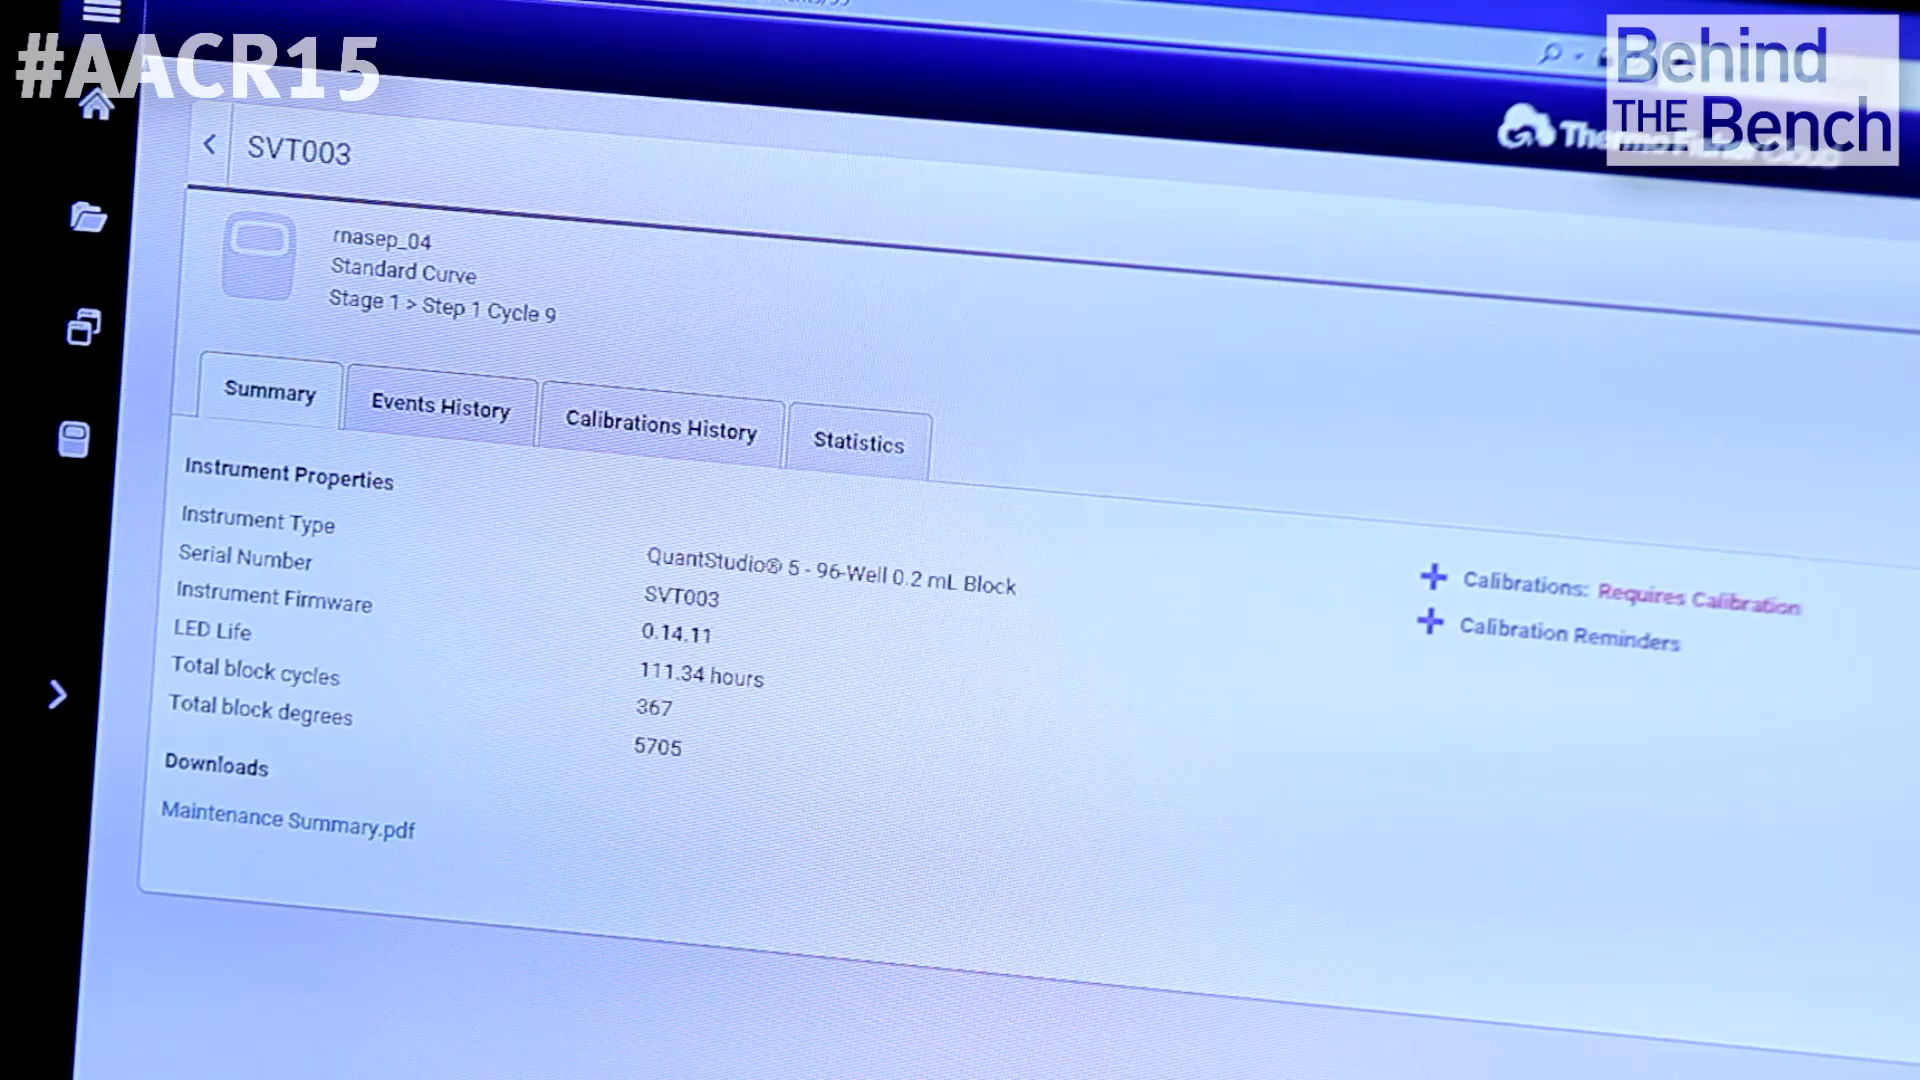 #AACR15
Behind
THE Bench
SVT003
rnasep_04
Standard Curve
Stage 1 > Step 1 Cycle 9
Summary
Events History
Calibrations History
Statistics
Instrument Properties
Instrument Type
QuantStudio® 5 - 96-Well 0.2 mL Block
Serial Number
SVT003
Instrument Firmware
0.14.11
LED Life
111.34 hours
Total block cycles
367
Total block degrees
5705
Calibrations: Requires Calibration
Calibration Reminders
Downloads
Maintenance Summary.pdf